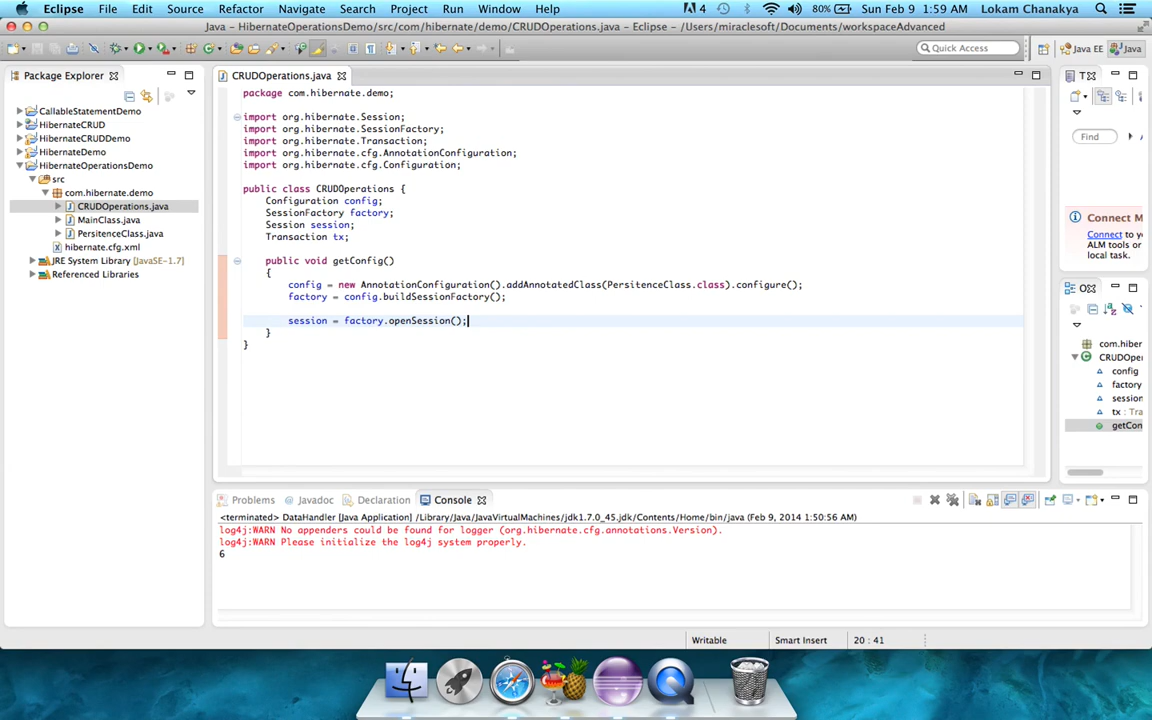 Eclipse File Edit Source Refactor Navigate Search Project Run Window Help 4 80% Sun Feb 9 1:59 AM Lokam Chanakya
Java – HibernateOperationsDemo/src/com/hibernate/demo/CRUDOperations.java – Eclipse – /Users/miraclesoft/Documents/workspaceAdvanced
Quick Access Java EE Java
Package Explorer
CallableStatementDemo
HibernateCRUD
HibernateCRUDDemo
HibernateDemo
HibernateOperationsDemo
src
com.hibernate.demo
CRUDOperations.java
MainClass.java
PersitenceClass.java
hibernate.cfg.xml
JRE System Library [JavaSE-1.7]
Referenced Libraries
CRUDOperations.java
package com.hibernate.demo;
import org.hibernate.Session;
import org.hibernate.SessionFactory;
import org.hibernate.Transaction;
import org.hibernate.cfg.AnnotationConfiguration;
import org.hibernate.cfg.Configuration;
public class CRUDOperations {
Configuration config;
SessionFactory factory;
Session session;
Transaction tx;
public void getConfig()
{
config = new AnnotationConfiguration().addAnnotatedClass(PersitenceClass.class).configure();
factory = config.buildSessionFactory();
session = factory.openSession();
}
}
T
Find
Connect M
Connect to y
ALM tools or
local task.
O
com.hiber
CRUDOper
config
factory
session
tx : Tra
getCon
Problems Javadoc Declaration Console
<terminated> DataHandler [Java Application] /Library/Java/JavaVirtualMachines/jdk1.7.0_45.jdk/Contents/Home/bin/java (Feb 9, 2014 1:50:56 AM)
log4j:WARN No appenders could be found for logger (org.hibernate.cfg.annotations.Version).
log4j:WARN Please initialize the log4j system properly.
6
Writable Smart Insert 20 : 41